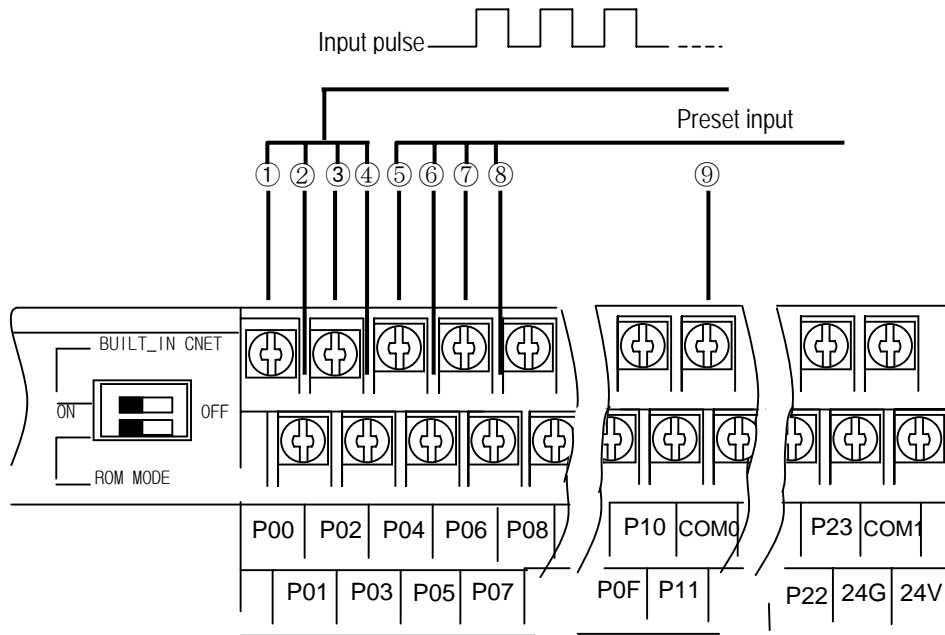 Input pulse
Preset input
① ② ③ ④ ⑤ ⑥ ⑦ ⑧ ⑨
BUILT_IN CNET
ON OFF
ROM MODE
P00 P02 P04 P06 P08 P10 COM0 P23 COM1
P01 P03 P05 P07 P0F P11 P22 24G 24V